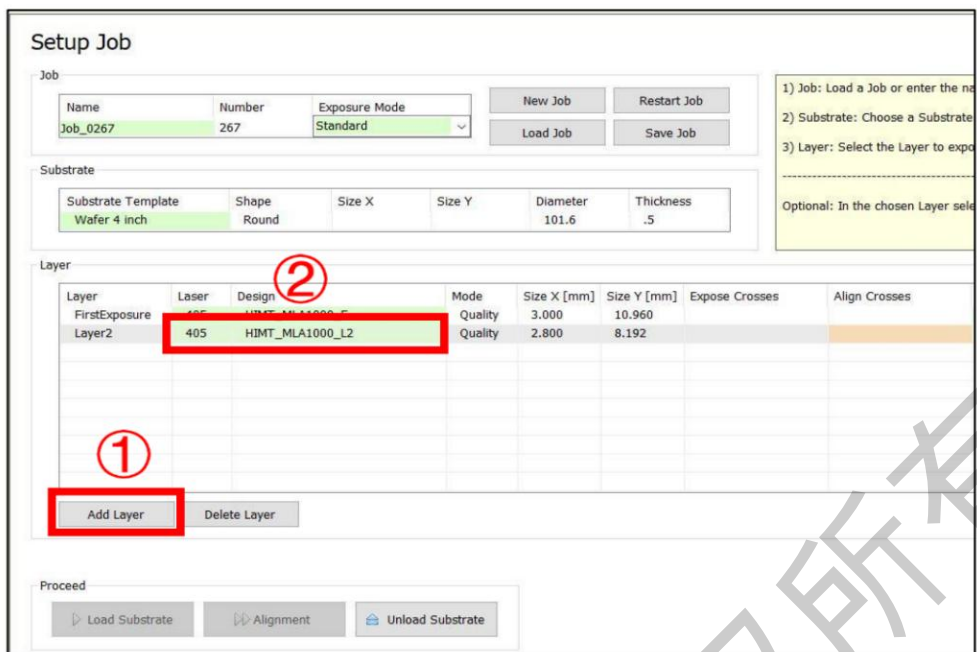 Setup Job
Job
Name Number Exposure Mode
Job_0267 267 Standard
New Job Restart Job
Load Job Save Job
1) Job: Load a Job or enter the
2) Substrate: Choose a Substrate
3) Layer: Select the Layer to
Optional: In the chosen Layer
Substrate
Substrate Template Shape Size X Size Y Diameter Thickness
Wafer 4 inch Round 101.6 .5
Layer
②
Layer Laser Design Mode Size X [mm] Size Y [mm] Expose Crosses Align Crosses
FirstExposure Quality 3.000 10.960
Layer2 405 HIMT_MLA1000_L2 Quality 2.800 8.192
①
Add Layer Delete Layer
Proceed
Load Substrate Alignment Unload Substrate
所有